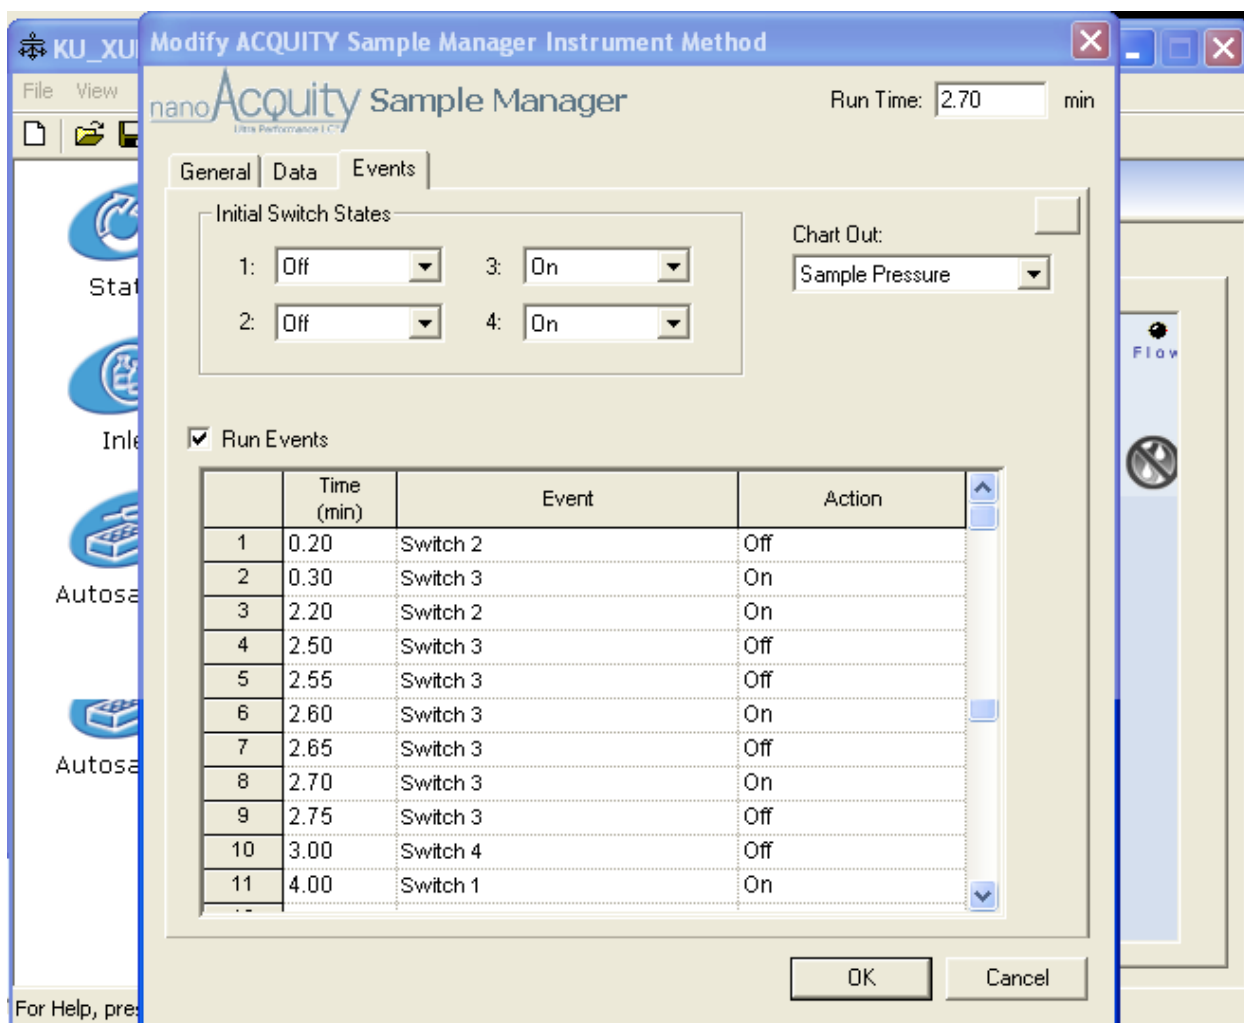 KU_XU
Modify ACQUITY Sample Manager Instrument Method
File View
nanoAcquity Sample Manager
Ultra Performance LC
Run Time: 2.70 min
General Data Events
Initial Switch States
1: Off 3: On
2: Off 4: On
Chart Out:
Sample Pressure
Flow
Run Events
Time (min) Event Action
1 0.20 Switch 2 Off
2 0.30 Switch 3 On
3 2.20 Switch 2 On
4 2.50 Switch 3 Off
5 2.55 Switch 3 Off
6 2.60 Switch 3 On
7 2.65 Switch 3 Off
8 2.70 Switch 3 On
9 2.75 Switch 3 Off
10 3.00 Switch 4 Off
11 4.00 Switch 1 On
Stat
Inle
Autosa
Autosa
OK Cancel
For Help, pres